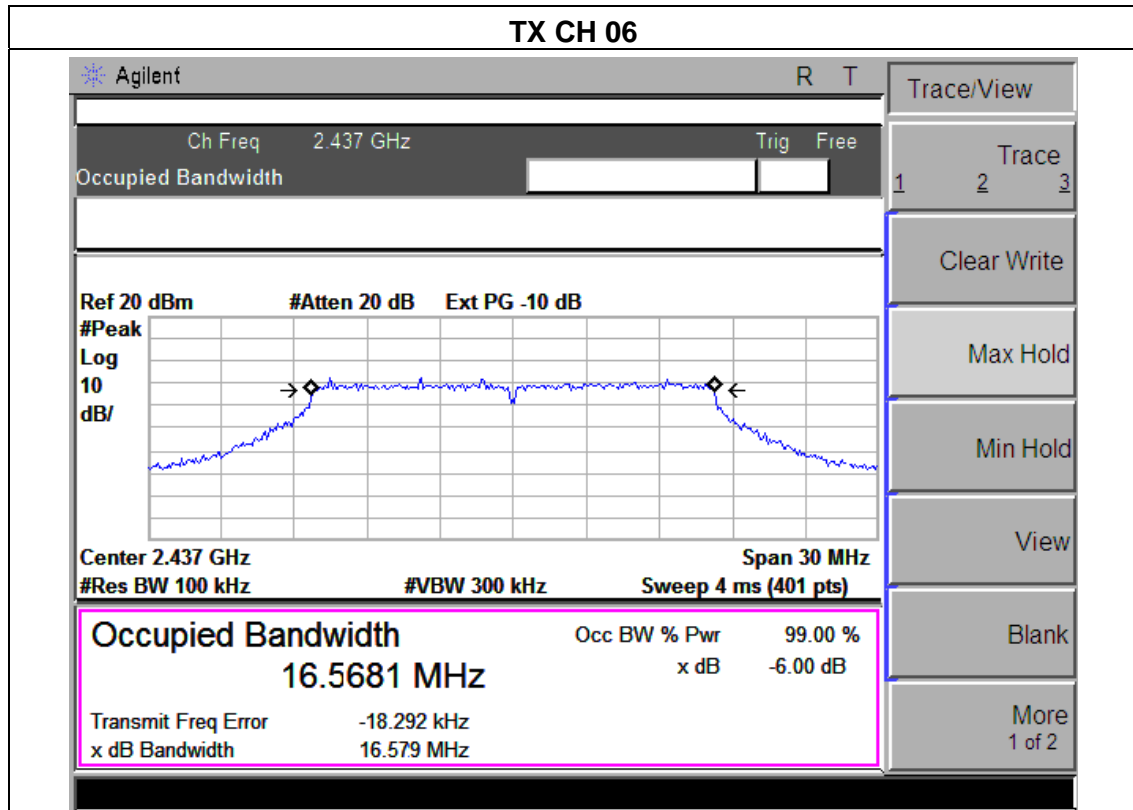 TX CH 06
Agilent R T
Ch Freq 2.437 GHz Trig Free
Occupied Bandwidth
Ref 20 dBm #Atten 20 dB Ext PG -10 dB
#Peak
Log
10
dB/
Center 2.437 GHz Span 30 MHz
#Res BW 100 kHz #VBW 300 kHz Sweep 4 ms (401 pts)
Occupied Bandwidth Occ BW % Pwr 99.00 %
16.5681 MHz x dB -6.00 dB
Transmit Freq Error -18.292 kHz
x dB Bandwidth 16.579 MHz
Trace/View
Trace
1 2 3
Clear Write
Max Hold
Min Hold
View
Blank
More
1 of 2